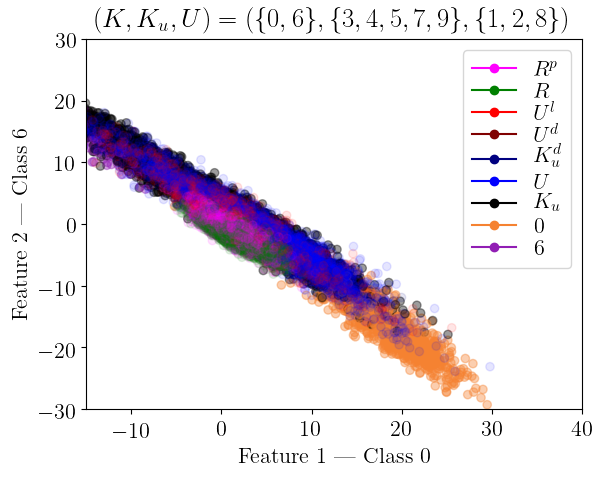 (K, K_u, U) = ({0, 6}, {3, 4, 5, 7, 9}, {1, 2, 8})
30
20
10
0
−10
−20
−30
Feature 2 — Class 6
R^p
R
U^l
U^d
K_u^d
U
K_u
0
6
−10
0
10
20
30
40
Feature 1 — Class 0